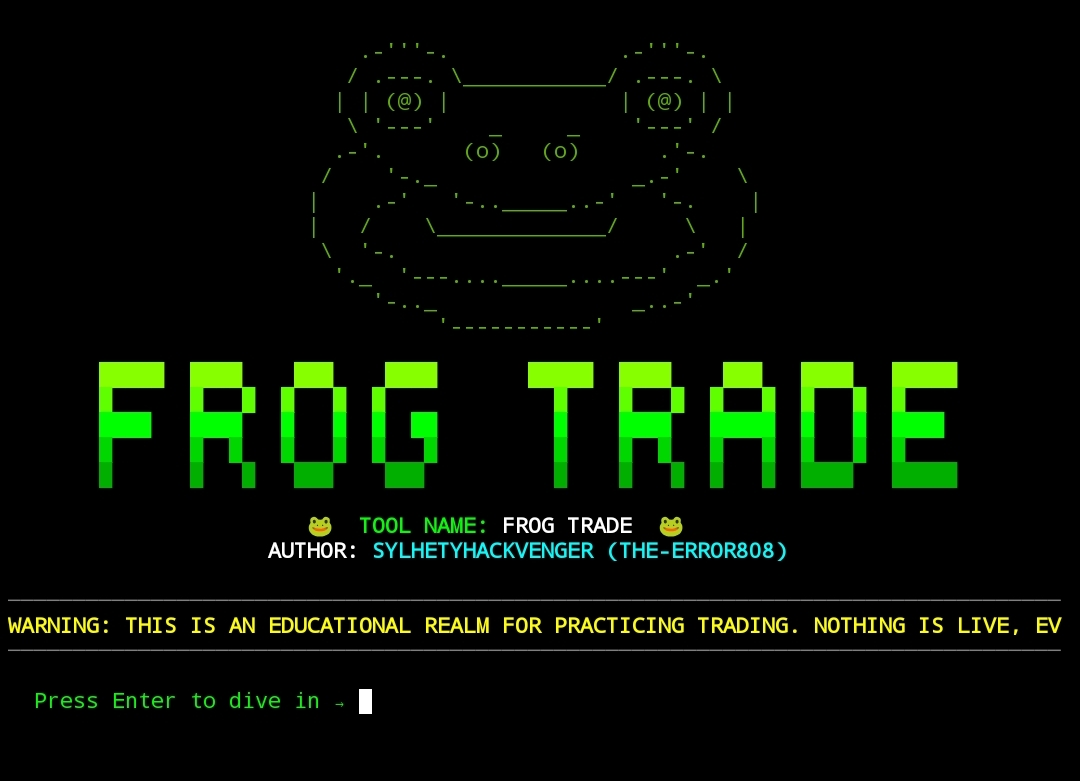 FROG TRADE
🐸 TOOL NAME: FROG TRADE 🐸
AUTHOR: SYLHETYHACKVENGER (THE-ERROR808)
WARNING: THIS IS AN EDUCATIONAL REALM FOR PRACTICING TRADING. NOTHING IS LIVE, EV
Press Enter to dive in →